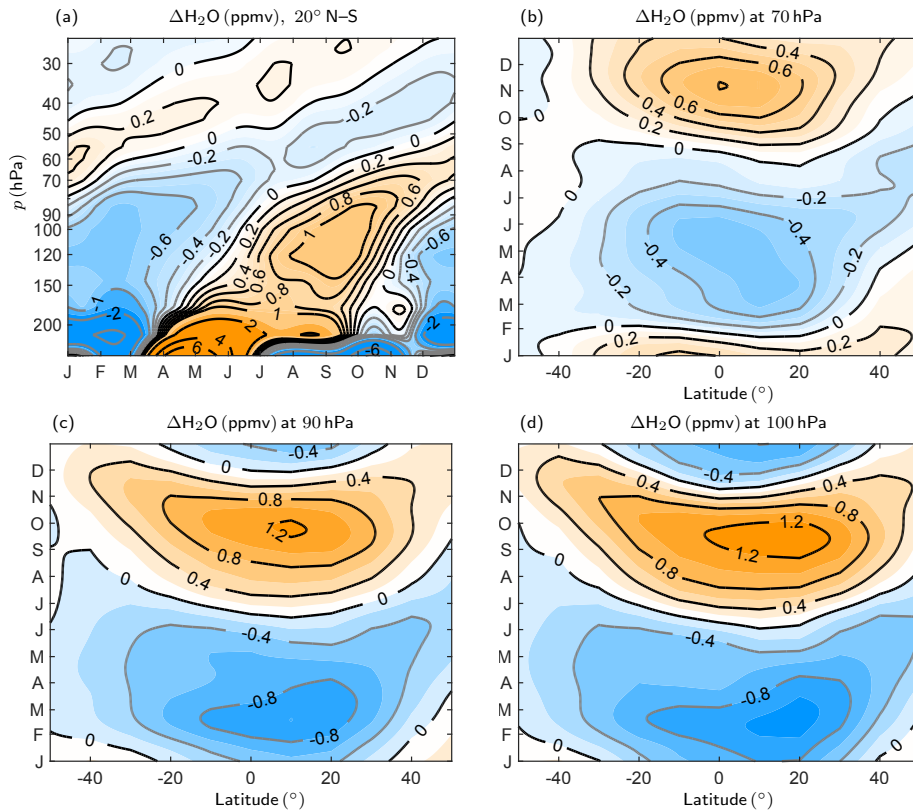 (a) ΔH₂O (ppmv), 20° N–S
30
40
50
60
70
90
100
120
150
200
p (hPa)
J F M A M J J A S O N D
0
0.2
0
-0.2
-0.2
0
-0.6
-0.4
-0.2
0.2
0.4
0.6
0.8
1
0.8
0.6
1
0
-0.4
-0.6
-1
-2
2
4
6
-6
-2
(b) ΔH₂O (ppmv) at 70 hPa
D
N
O
S
A
J
J
M
A
M
F
J
0.4
0.6
0.4
0.6
0.2
0
0
0
-0.2
-0.4
-0.4
-0.2
-0.2
0
0
0.2
0.2
-40 -20 0 20 40
Latitude (°)
(c) ΔH₂O (ppmv) at 90 hPa
D
N
O
S
A
J
J
M
A
M
F
J
-0.4
0
0
0.4
0.8
1.2
0.8
0.4
0
0
-0.4
-0.8
-0.8
0
0
-40 -20 0 20 40
Latitude (°)
(d) ΔH₂O (ppmv) at 100 hPa
D
N
O
S
A
J
J
M
A
M
F
J
-0.4
0
0.4
0.4
0.8
1.2
1.2
0.8
0.4
0
0
-0.4
-0.8
0
0
-40 -20 0 20 40
Latitude (°)